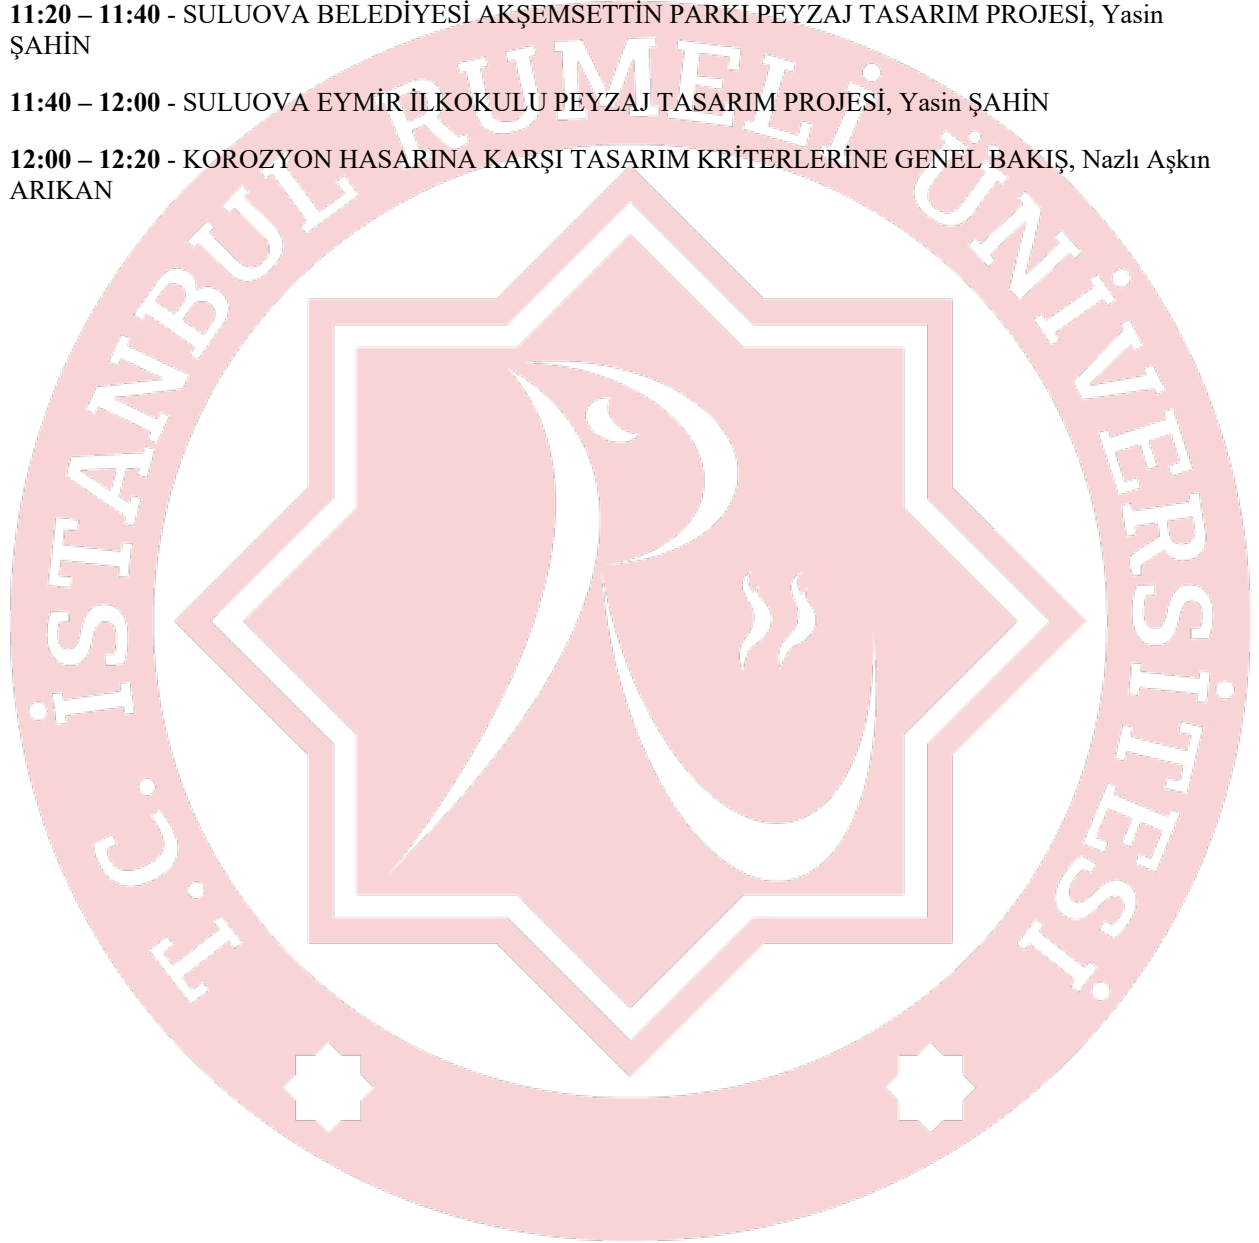 11:20 – 11:40 - SULUOVA BELEDİYESİ AKŞEMSETTİN PARKI PEYZAJ TASARIM PROJESİ, Yasin
ŞAHİN
11:40 – 12:00 - SULUOVA EYMİR İLKOKULU PEYZAJ TASARIM PROJESİ, Yasin ŞAHİN
12:00 – 12:20 - KOROZYON HASARINA KARŞI TASARIM KRİTERLERİNE GENEL BAKIŞ, Nazlı Aşkın
ARIKAN
T.C. İSTANBUL RUMELİ ÜNİVERSİTESİ